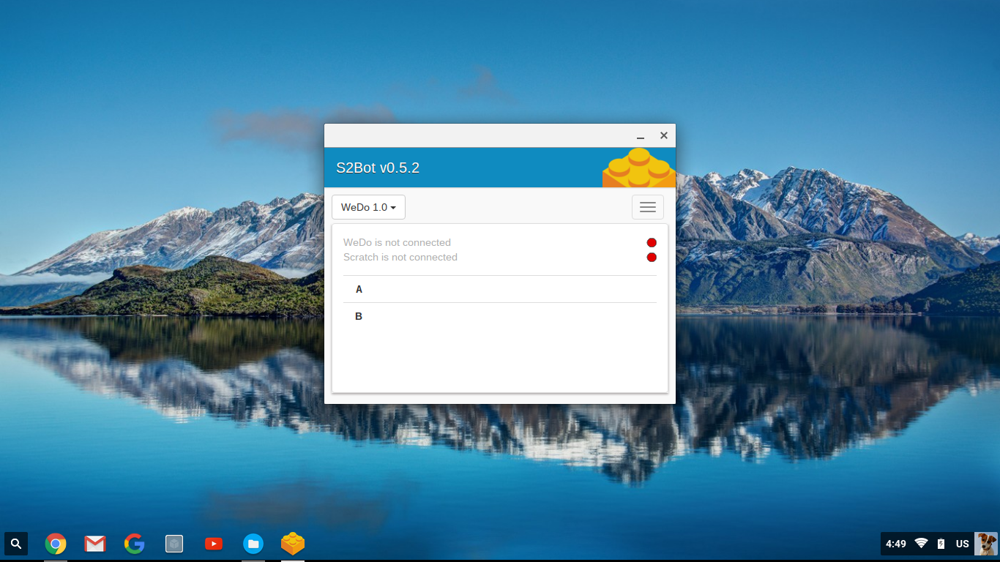 S2Bot v0.5.2
WeDo 1.0
WeDo is not connected
Scratch is not connected
A
B
4:49 US